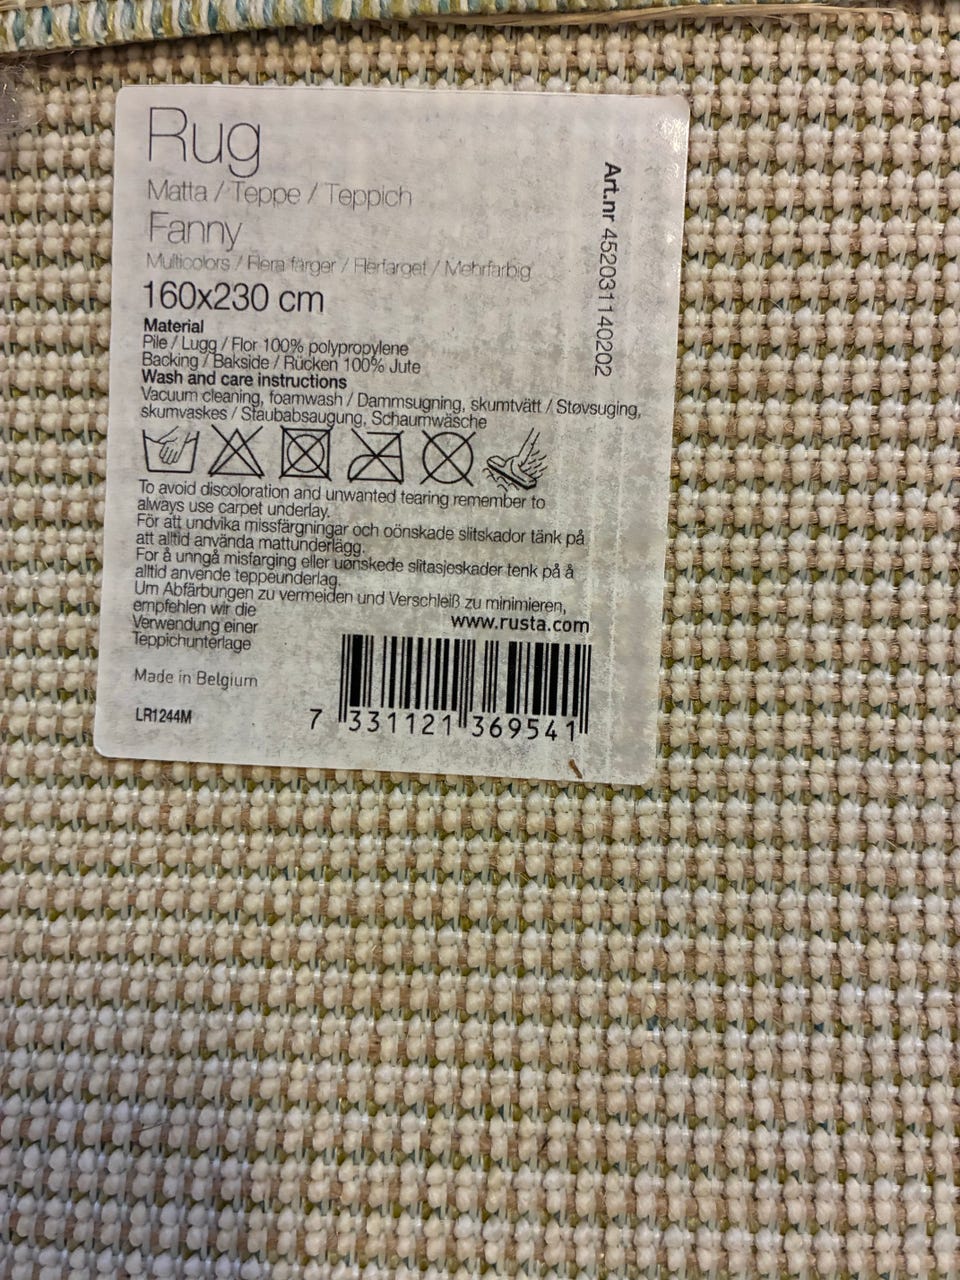 Rug
Matta / Teppe / Teppich
Fanny
Multicolors / Flera färger / Flerfarget / Mehrfarbig
160x230 cm
Material
Pile / Lugg / Flor 100% polypropylene
Backing / Bakside / Rücken 100% Jute
Wash and care instructions
Vacuum cleaning, foamwash / Dammsugning, skumtvätt / Støvsuging,
skumvaskes / Staubabsaugung, Schaumwäsche
To avoid discoloration and unwanted tearing remember to
always use carpet underlay.
För att undvika missfärgningar och oönskade slitskador tänk på
att alltid använda mattunderlägg.
For å unngå misfarging eller uønskede slitasjeskader tenk på å
alltid anvende teppeunderlag.
Um Abfärbungen zu vermeiden und Verschleiß zu minimieren,
empfehlen wir die
Verwendung einer
Teppichunterlage
www.rusta.com
Made in Belgium
LR1244M
7 331121 369541
Art.nr 452031140202